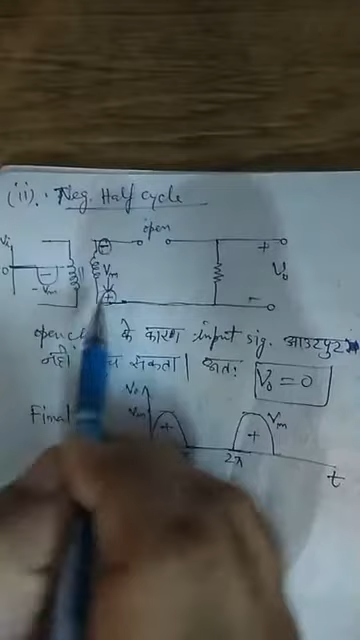 (ii). Neg. Half cycle
open
Vi
0
- Vm
Vm
+
Vo
-
के कारण input sig. आउटपुट
नहीं सकता | अतः Vo = 0
Final
Vo
Vm
+
+
Vm
2π
t